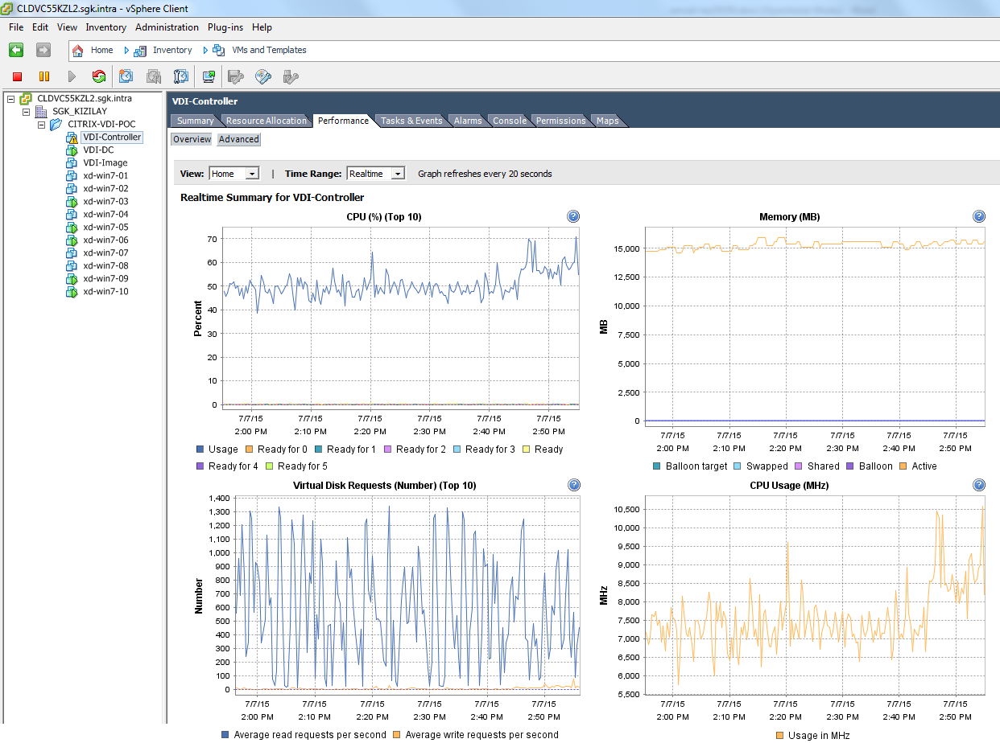 CLDVC55KZL2.sgk.intra - vSphere Client
File Edit View Inventory Administration Plug-ins Help
Home Inventory VMs and Templates
CLDVC55KZL2.sgk.intra
SGK_KIZILAY
CITRIX-VDI-POC
VDI-Controller
VDI-DC
VDI-Image
xd-win7-01
xd-win7-02
xd-win7-03
xd-win7-04
xd-win7-05
xd-win7-06
xd-win7-07
xd-win7-08
xd-win7-09
xd-win7-10
VDI-Controller
Summary Resource Allocation Performance Tasks & Events Alarms Console Permissions Maps
Overview Advanced
View: Home | Time Range: Realtime Graph refreshes every 20 seconds
Realtime Summary for VDI-Controller
CPU (%) (Top 10)
?
Percent
70
60
50
40
30
20
10
0
7/7/15 7/7/15 7/7/15 7/7/15 7/7/15 7/7/15
2:00 PM 2:10 PM 2:20 PM 2:30 PM 2:40 PM 2:50 PM
Usage Ready for 0 Ready for 1 Ready for 2 Ready for 3 Ready
Ready for 4 Ready for 5
Memory (MB)
?
MB
15,000
12,500
10,000
7,500
5,000
2,500
0
7/7/15 7/7/15 7/7/15 7/7/15 7/7/15 7/7/15
2:00 PM 2:10 PM 2:20 PM 2:30 PM 2:40 PM 2:50 PM
Balloon target Swapped Shared Balloon Active
Virtual Disk Requests (Number) (Top 10)
?
Number
1,400
1,300
1,200
1,100
1,000
900
800
700
600
500
400
300
200
100
0
7/7/15 7/7/15 7/7/15 7/7/15 7/7/15 7/7/15
2:00 PM 2:10 PM 2:20 PM 2:30 PM 2:40 PM 2:50 PM
Average read requests per second Average write requests per second
CPU Usage (MHz)
?
MHz
10,500
10,000
9,500
9,000
8,500
8,000
7,500
7,000
6,500
6,000
5,500
7/7/15 7/7/15 7/7/15 7/7/15 7/7/15 7/7/15
2:00 PM 2:10 PM 2:20 PM 2:30 PM 2:40 PM 2:50 PM
Usage in MHz